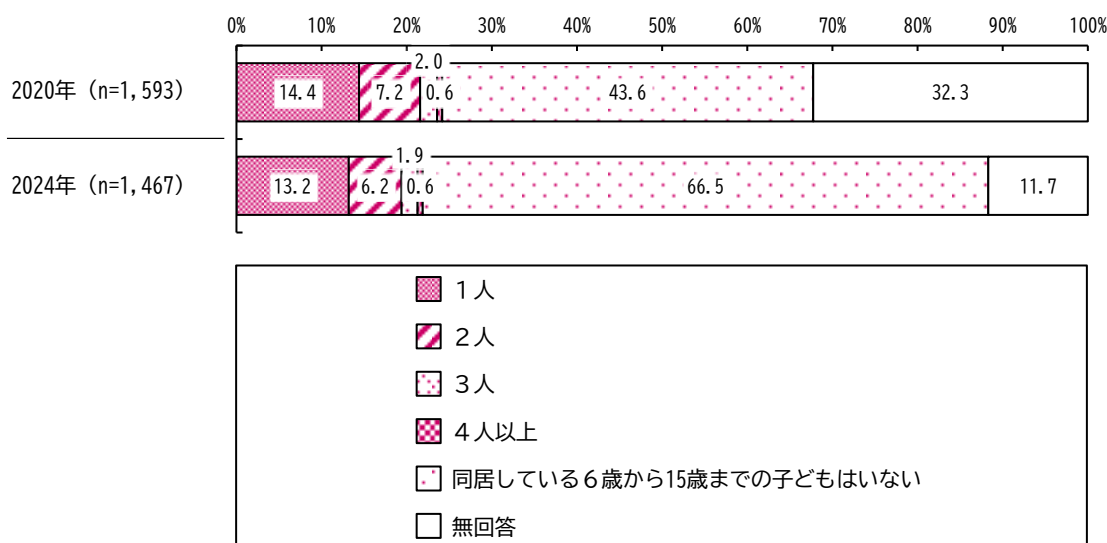 0% 10% 20% 30% 40% 50% 60% 70% 80% 90% 100%
2020年 (n=1,593) 14.4 7.2 2.0 0.6 43.6 32.3
2024年 (n=1,467) 13.2 6.2 1.9 0.6 66.5 11.7
１人
２人
３人
４人以上
同居している６歳から15歳までの子どもはいない
無回答